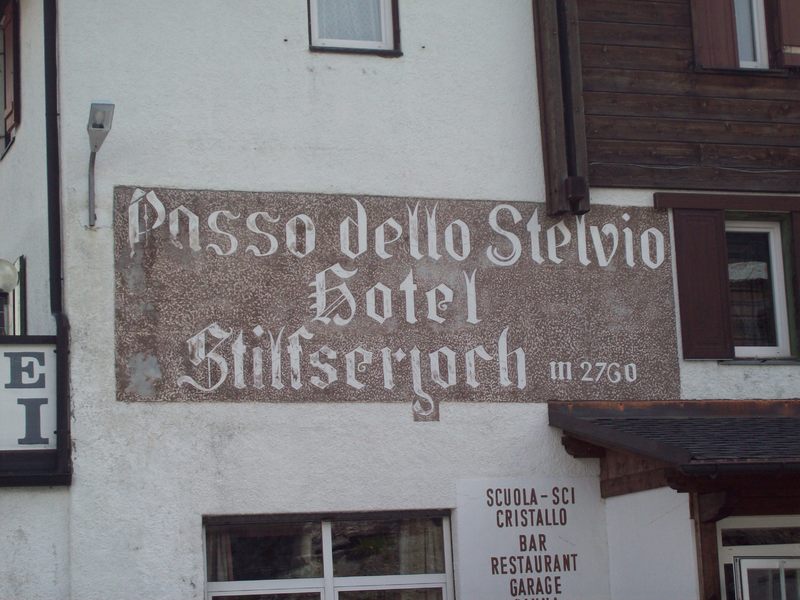 Passo dello Stelvio
Hotel
Stilfserjoch m 2760
E
I
SCUOLA-SCI
CRISTALLO
BAR
RESTAURANT
GARAGE